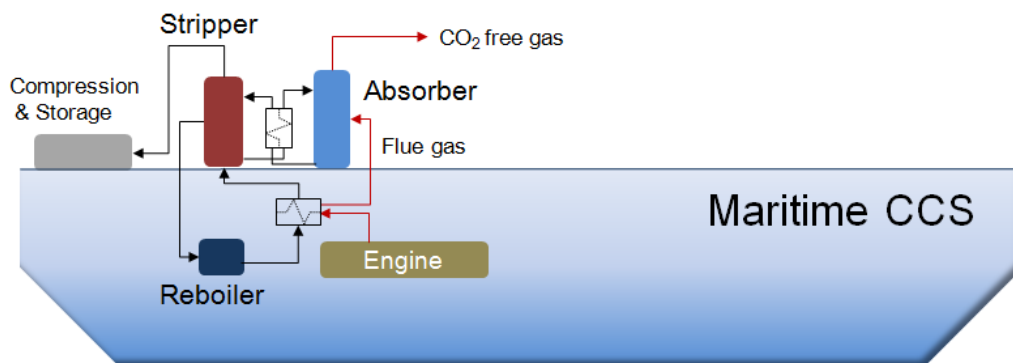 Stripper
CO2 free gas
Compression
& Storage
Absorber
Flue gas
Maritime CCS
Engine
Reboiler